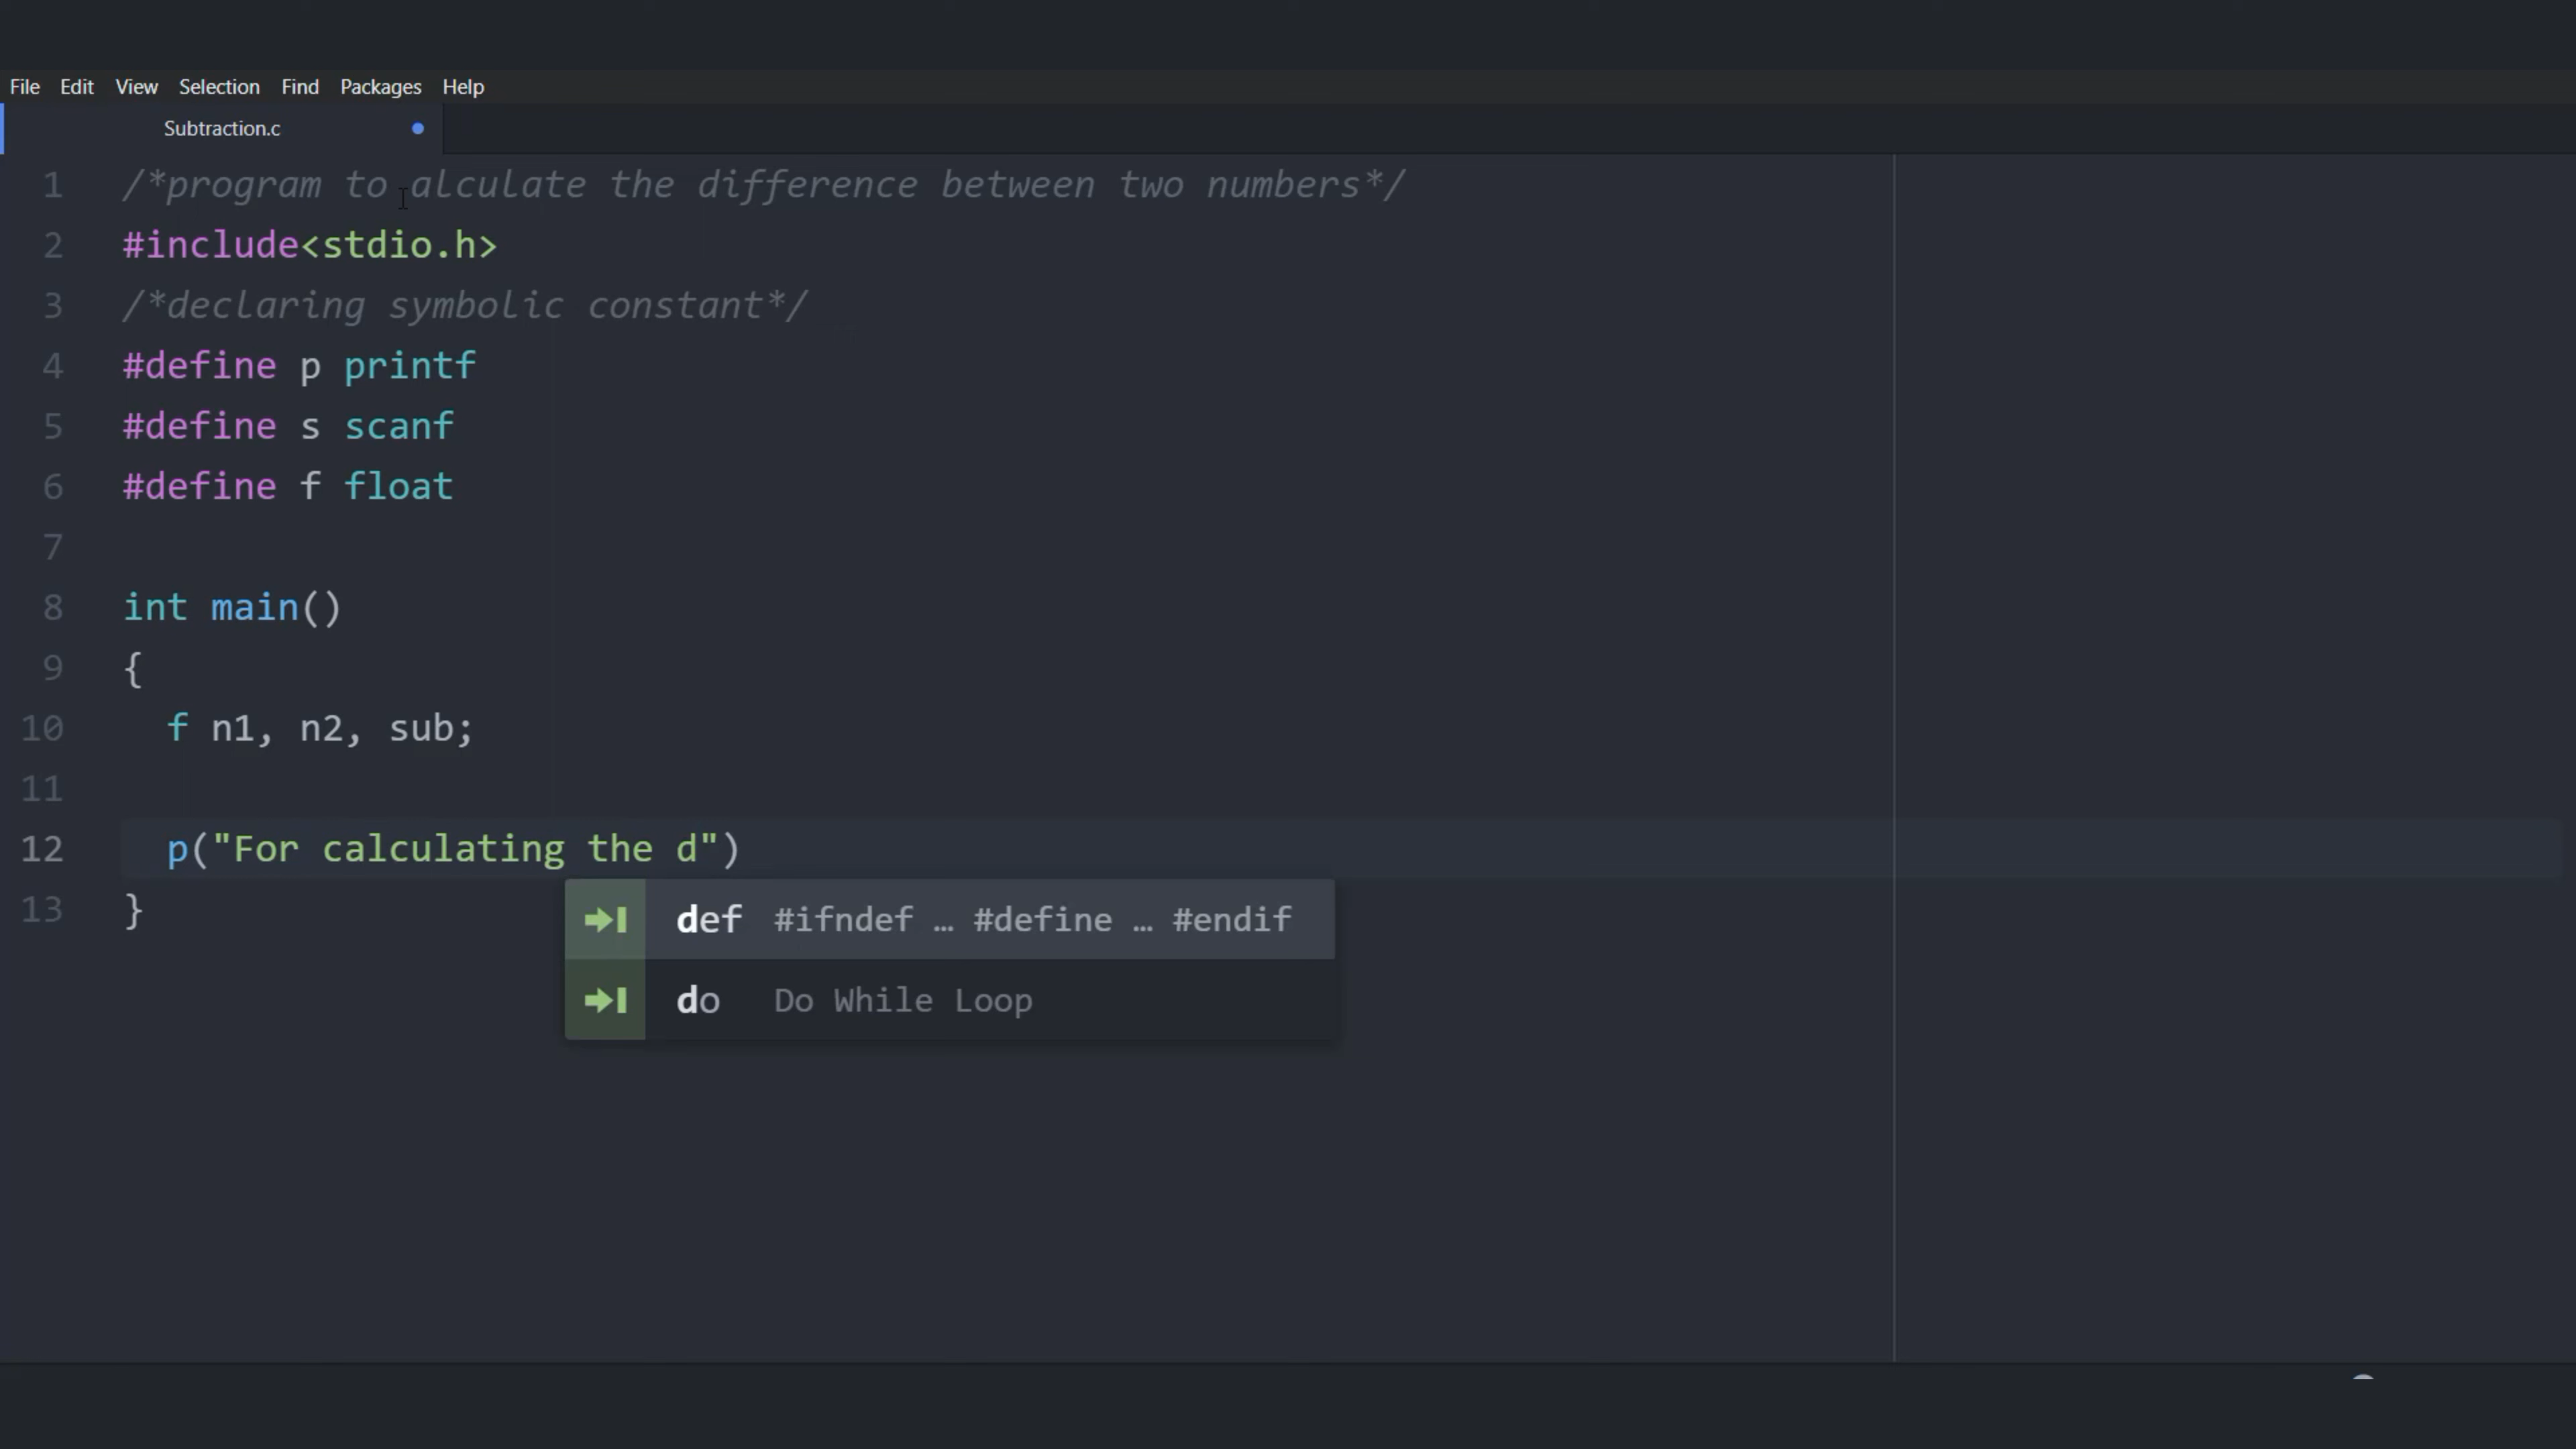 File Edit View Selection Find Packages Help
Subtraction.c
1 /*program to alculate the difference between two numbers*/
2 #include<stdio.h>
3 /*declaring symbolic constant*/
4 #define p printf
5 #define s scanf
6 #define f float
7
8 int main()
9 {
10 f n1, n2, sub;
11
12 p("For calculating the d")
13 }
def #ifndef … #define … #endif
do Do While Loop